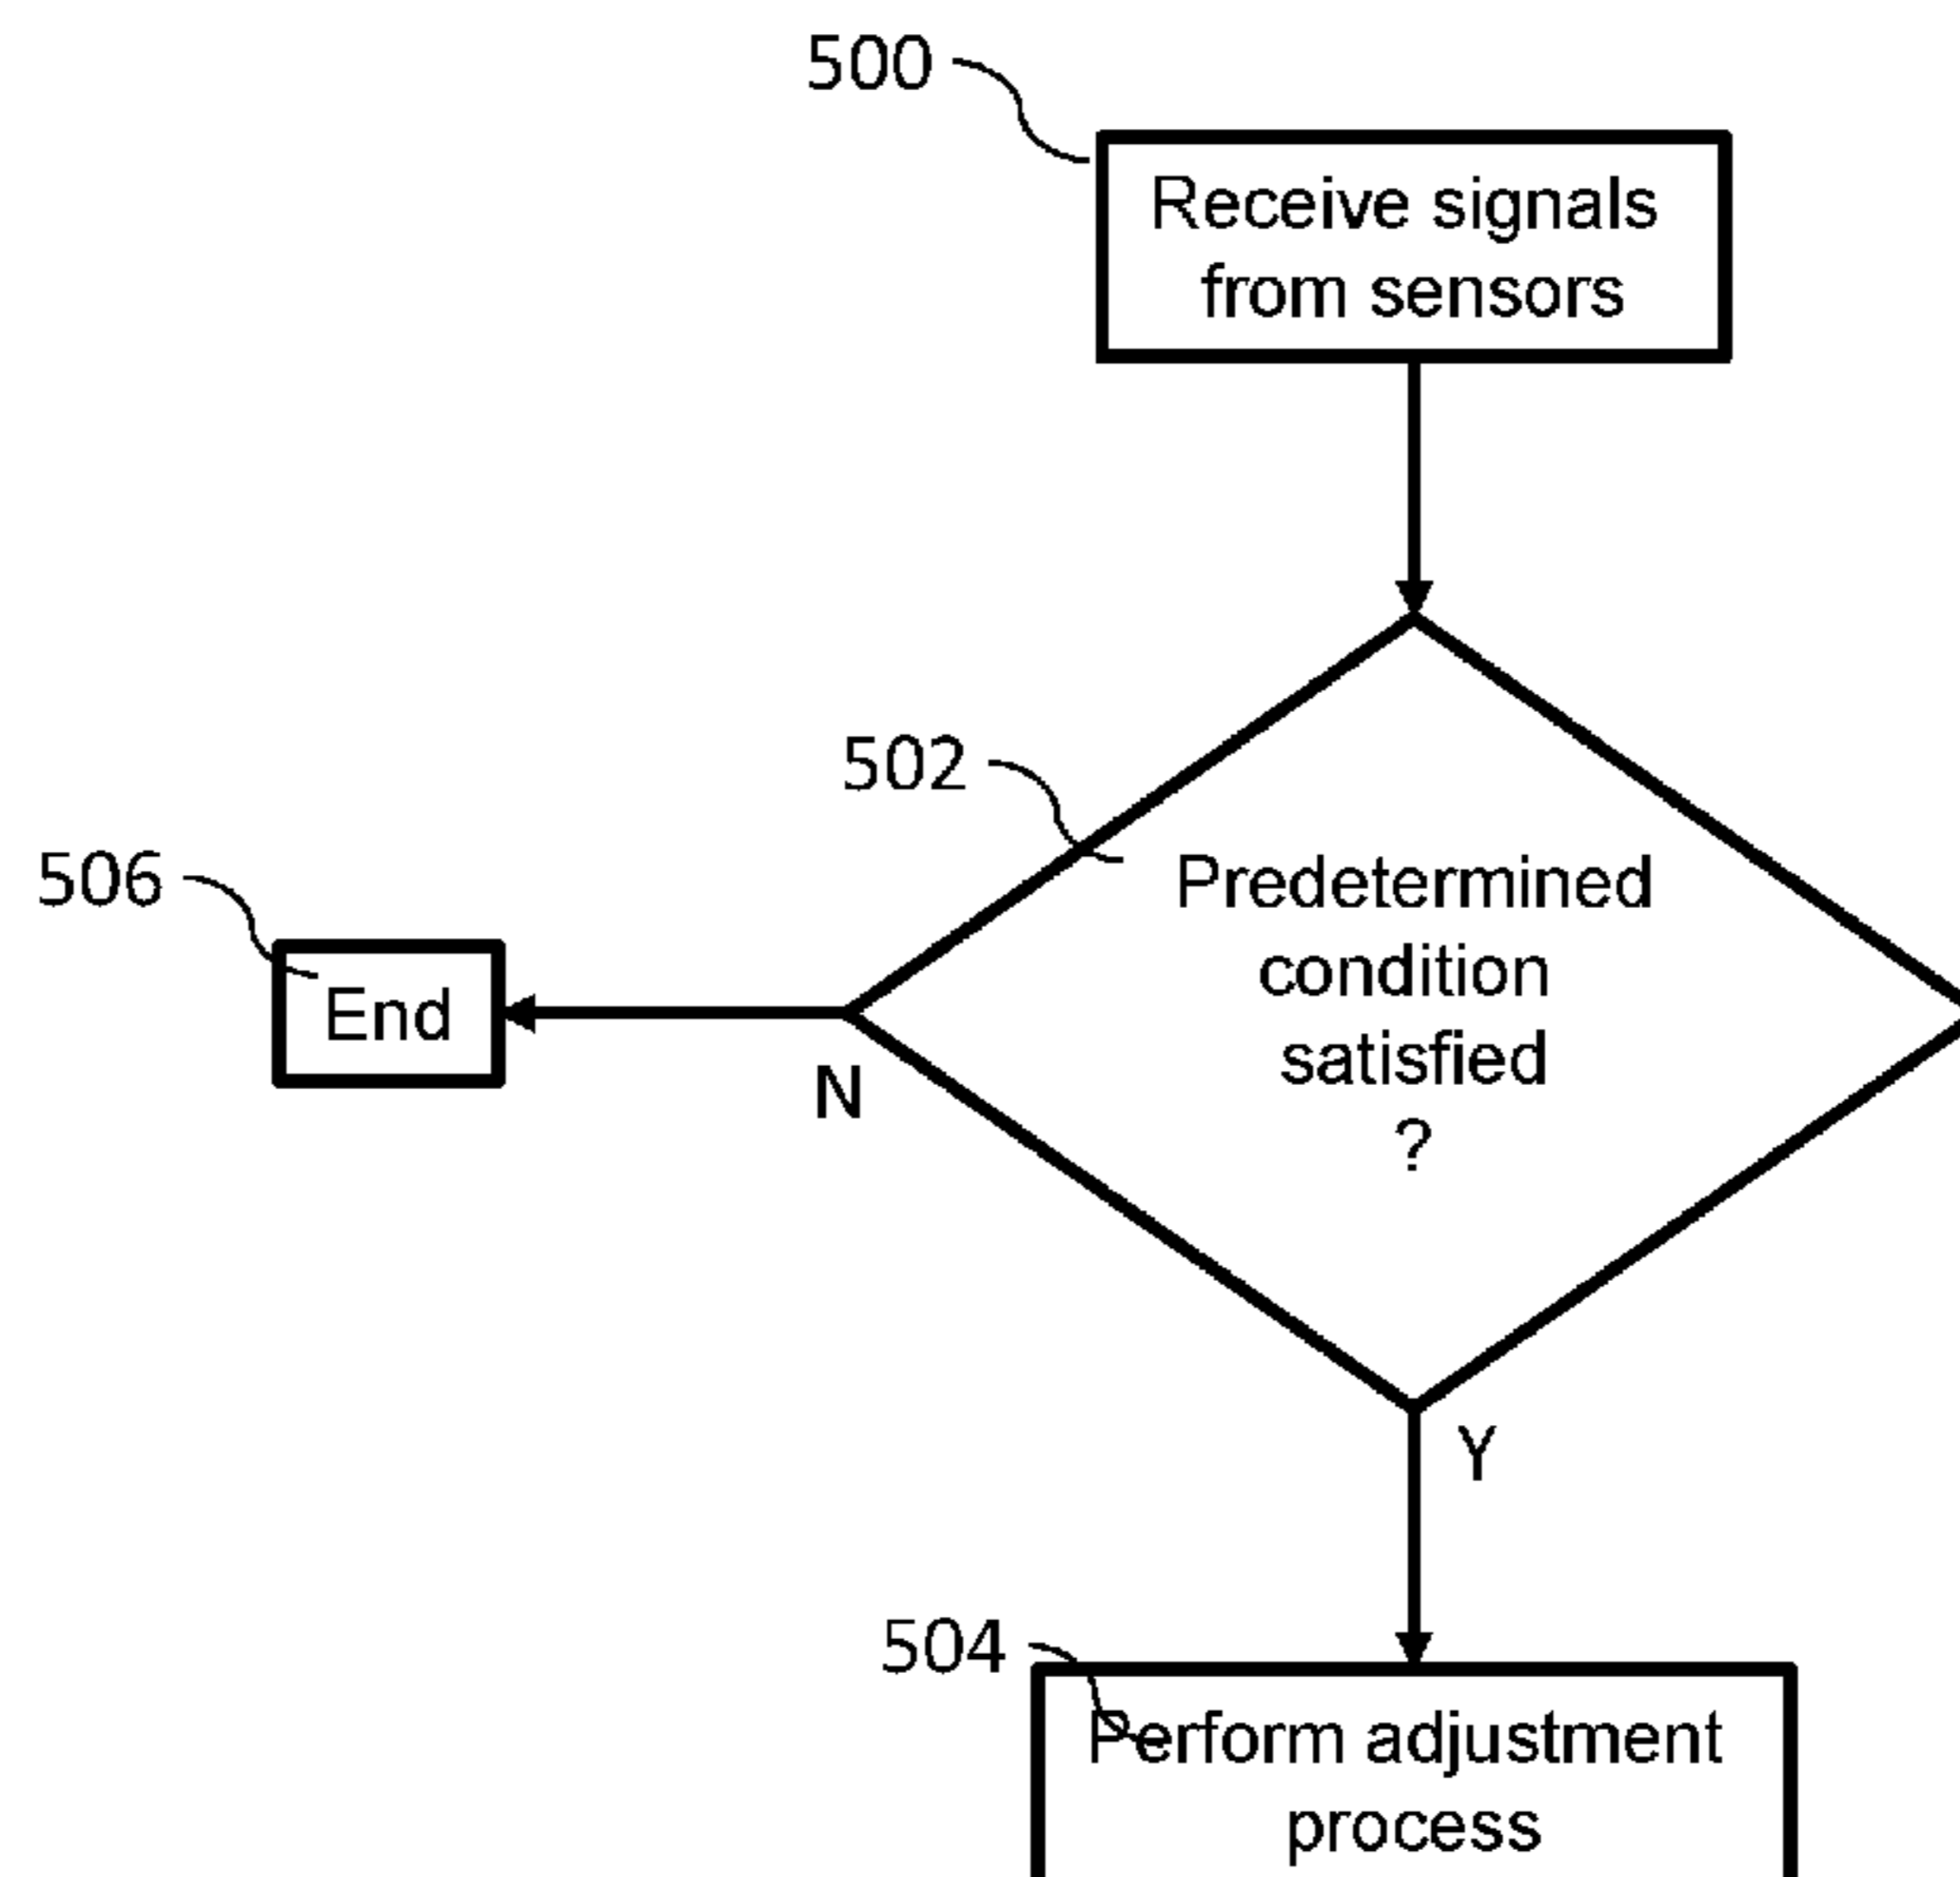 500
Receive signals
from sensors
502
Predetermined
condition
satisfied
?
506
End
N
Y
504
Perform adjustment
process